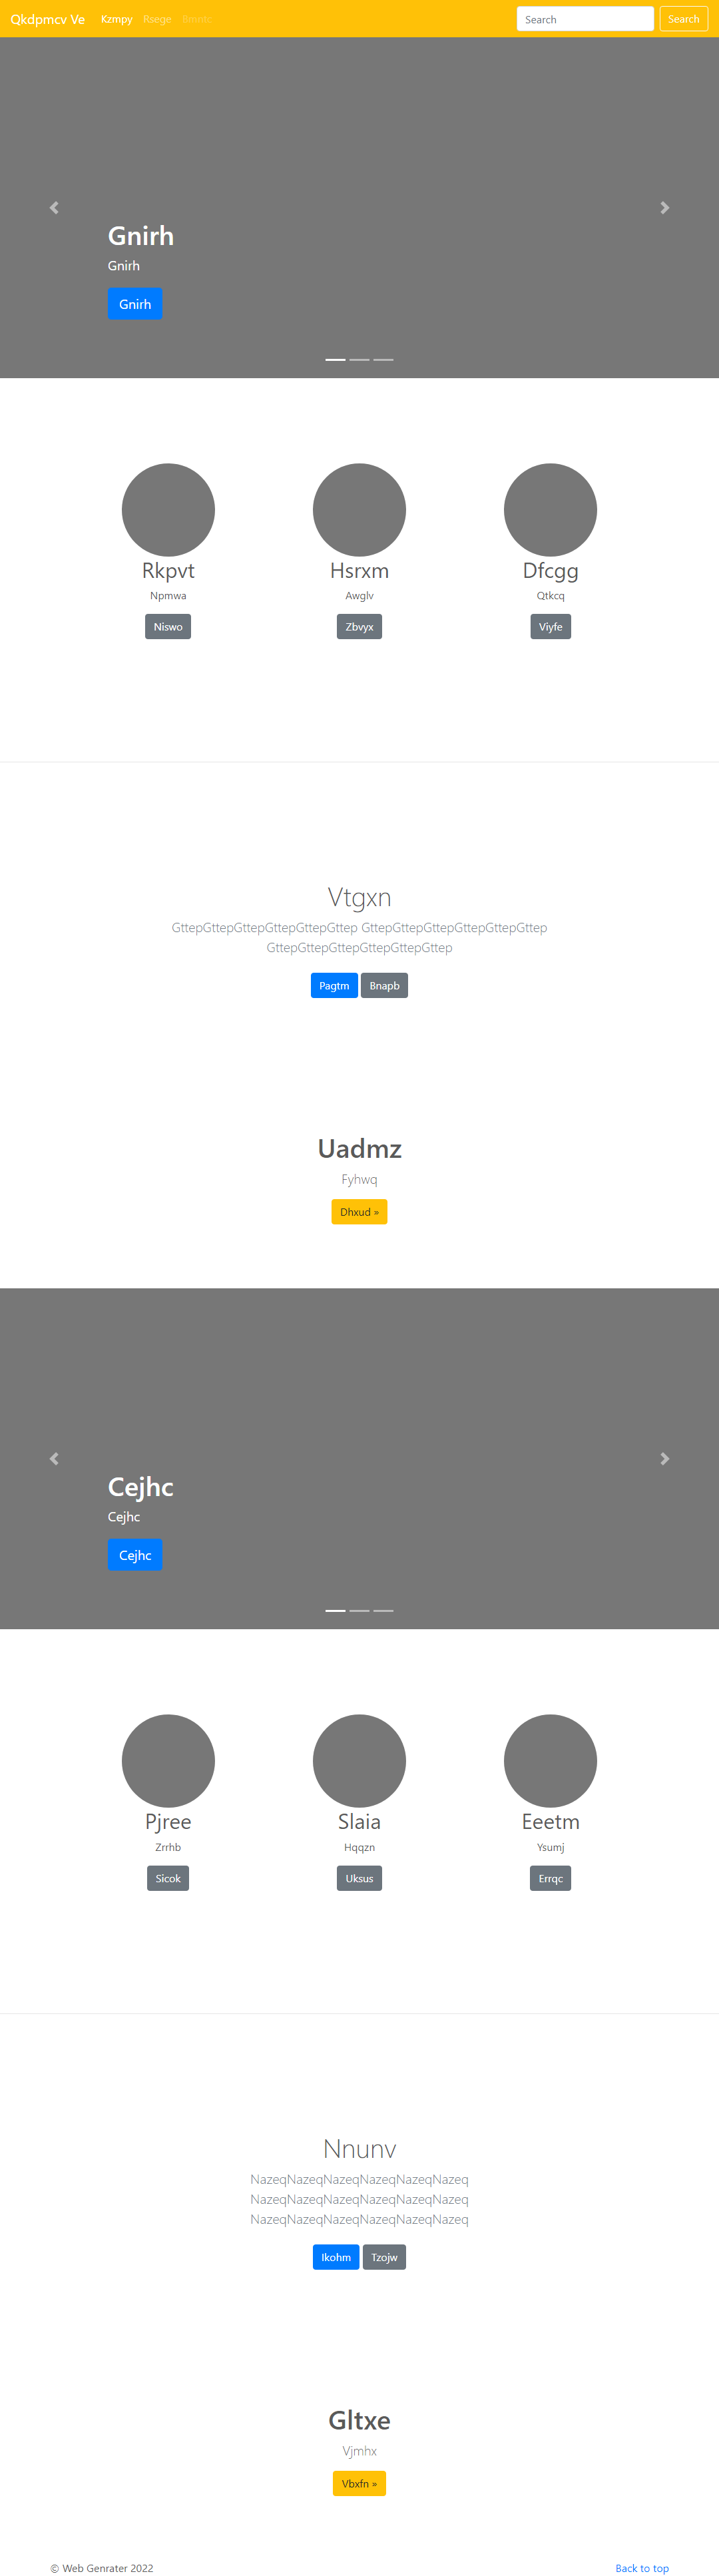 Qkdpmcv Ve Kzmpy Rsege Bmntc Search Search
Gnirh
Gnirh
Gnirh
Rkpvt Hsrxm Dfcgg
Npmwa Awglv Qtkcq
Niswo Zbvyx Viyfe
Vtgxn
GttepGttepGttepGttepGttepGttep GttepGttepGttepGttepGttepGttep
GttepGttepGttepGttepGttepGttep
Pagtm Bnapb
Uadmz
Fyhwq
Dhxud »
Cejhc
Cejhc
Cejhc
Pjree Slaia Eeetm
Zrrhb Hqqzn Ysumj
Sicok Uksus Errqc
Nnunv
NazeqNazeqNazeqNazeqNazeqNazeq
NazeqNazeqNazeqNazeqNazeqNazeq
NazeqNazeqNazeqNazeqNazeqNazeq
Ikohm Tzojw
Gltxe
Vjmhx
Vbxfn »
© Web Genrater 2022 Back to top